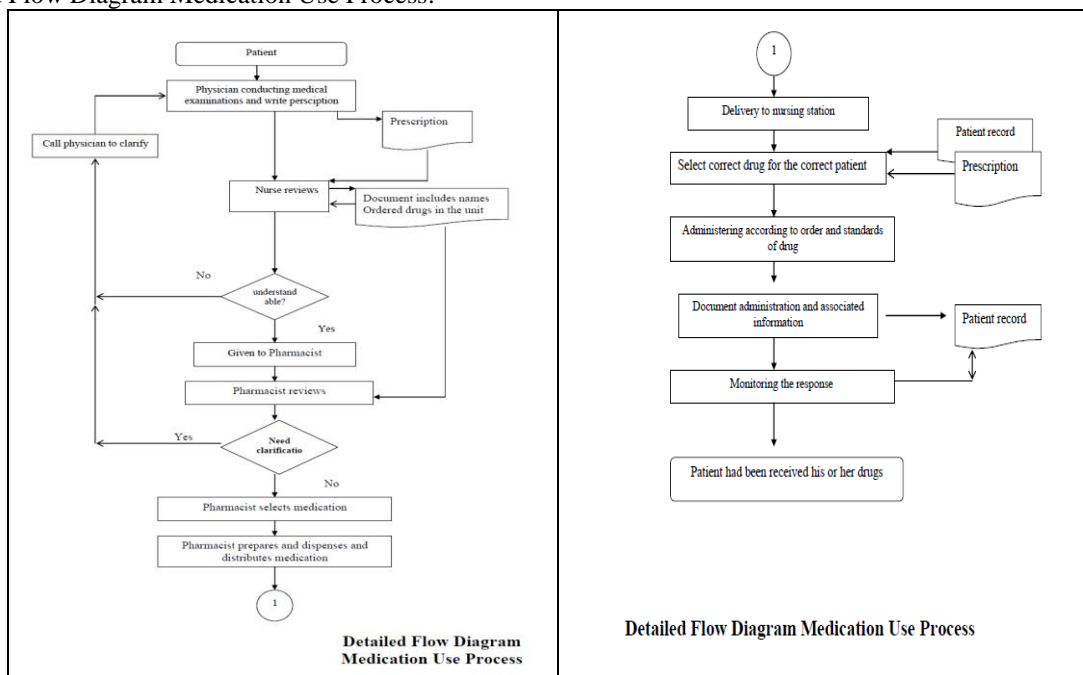 Flow Diagram Medication Use Process:
Patient
Physician conducting medical
examinations and write persciption
Prescription
Call physician to clarify
Nurse reviews
Document includes names
Ordered drugs in the unit
No
understand
able?
Yes
Given to Pharmacist
Pharmacist reviews
Yes
Need
clarificatio
No
Pharmacist selects medication
Pharmacist prepares and dispenses and
distributes medication
1
Detailed Flow Diagram
Medication Use Process
1
Delivery to nursing station
Patient record
Select correct drug for the correct patient
Prescription
Administering according to order and standards
of drug
Document administration and associated
information
Patient record
Monitoring the response
Patient had been received his or her drugs
Detailed Flow Diagram Medication Use Process